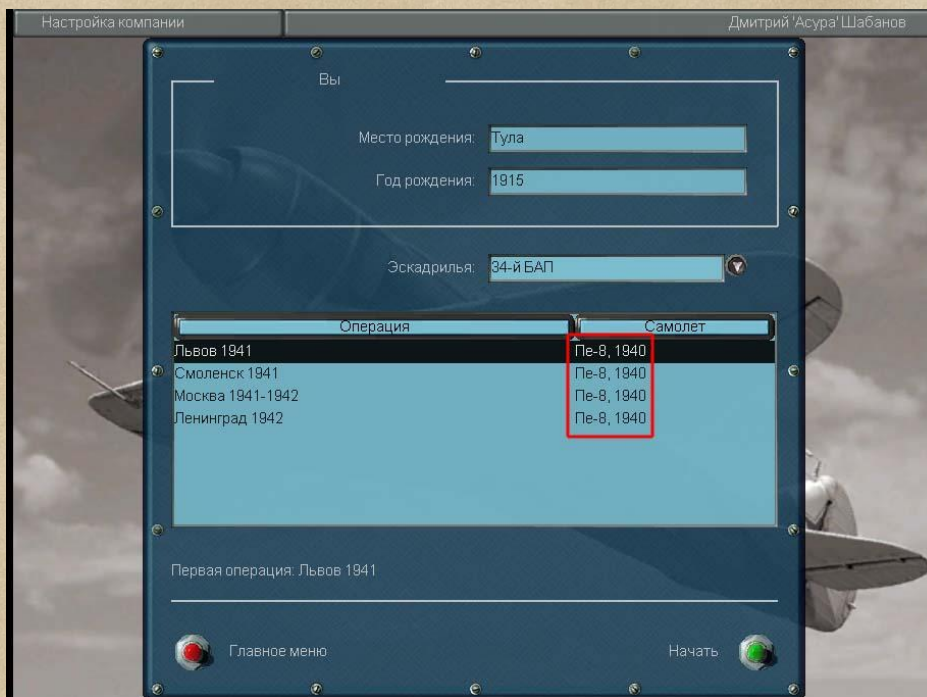 Настройка компании
Дмитрий 'Асура' Шабанов
Вы
Место рождения: Тула
Год рождения: 1915
Эскадрилья: 34-й БАП
Операция Самолет
Львов 1941 Пе-8, 1940
Смоленск 1941 Пе-8, 1940
Москва 1941-1942 Пе-8, 1940
Ленинград 1942 Пе-8, 1940
Первая операция: Львов 1941
Главное меню Начать